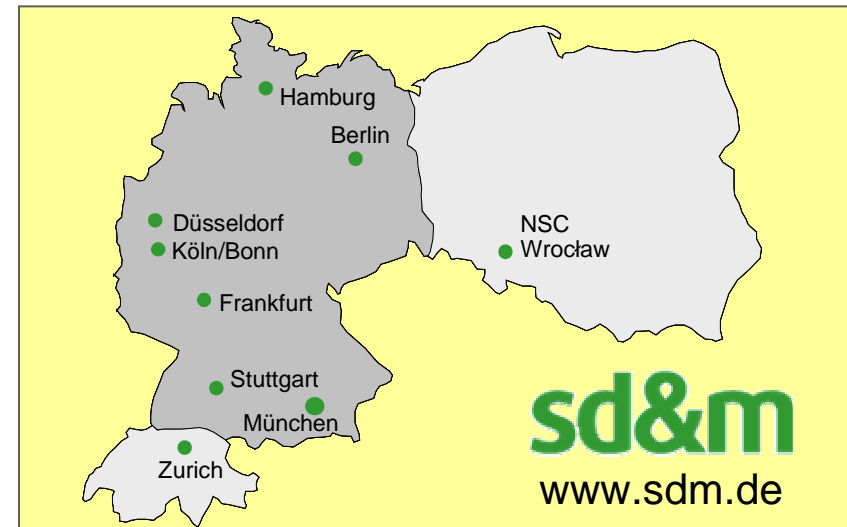 Hamburg
Berlin
Düsseldorf
Köln/Bonn
NSC
Wrocław
Frankfurt
Stuttgart
München
Zurich
sd&m
www.sdm.de